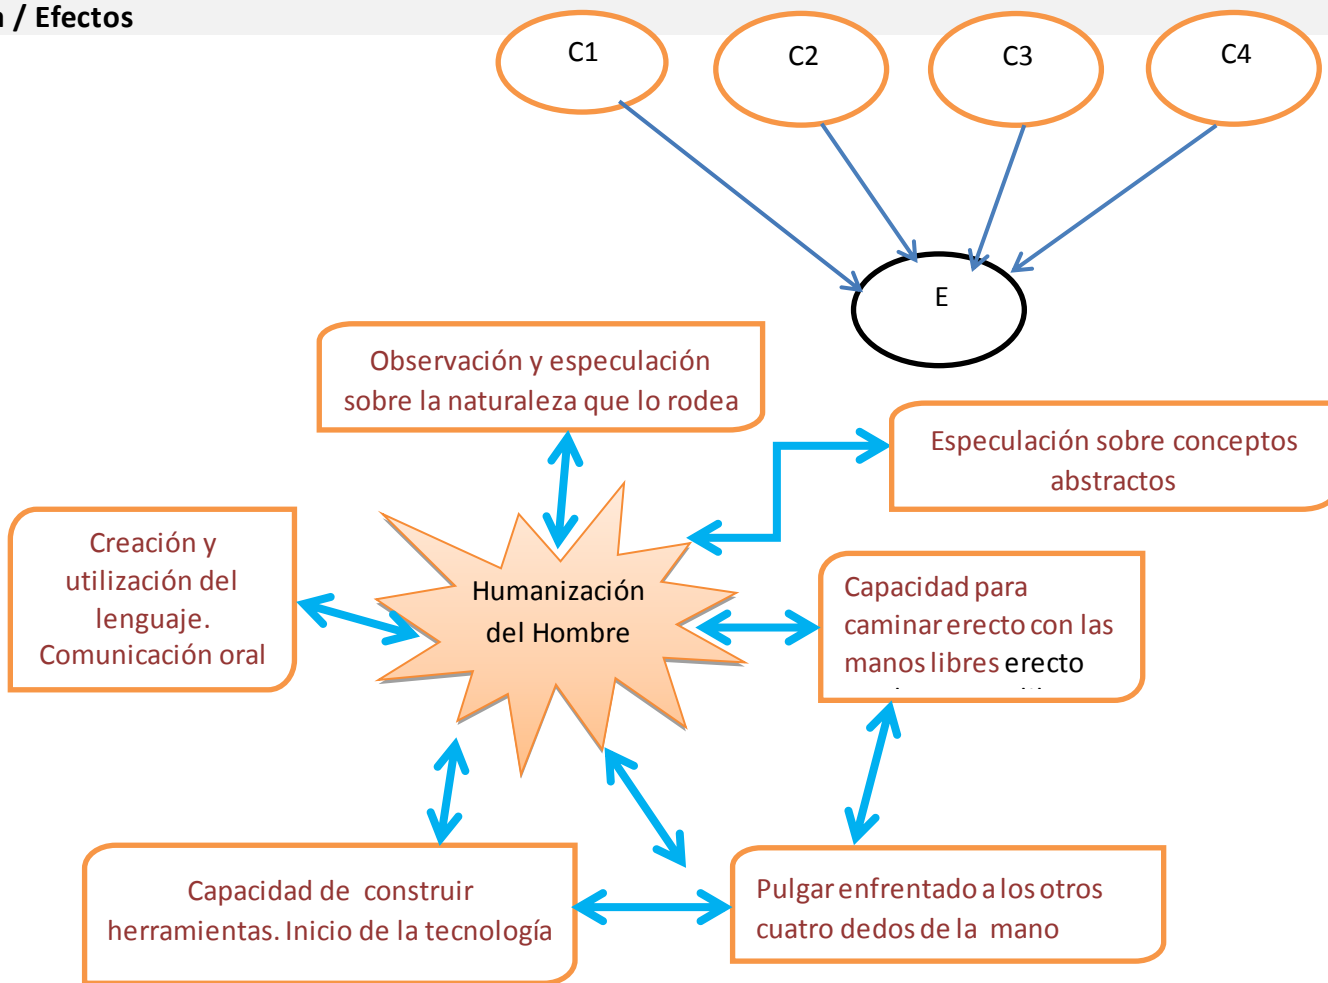 / Efectos
C1
C2
C3
C4
E
Observación y especulación
sobre la naturaleza que lo rodea
Especulación sobre conceptos
abstractos
Creación y
utilización del
lenguaje.
Comunicación oral
Humanización
del Hombre
Capacidad para
caminar erecto con las
manos libres erecto
Capacidad de construir
herramientas. Inicio de la tecnología
Pulgar enfrentado a los otros
cuatro dedos de la mano